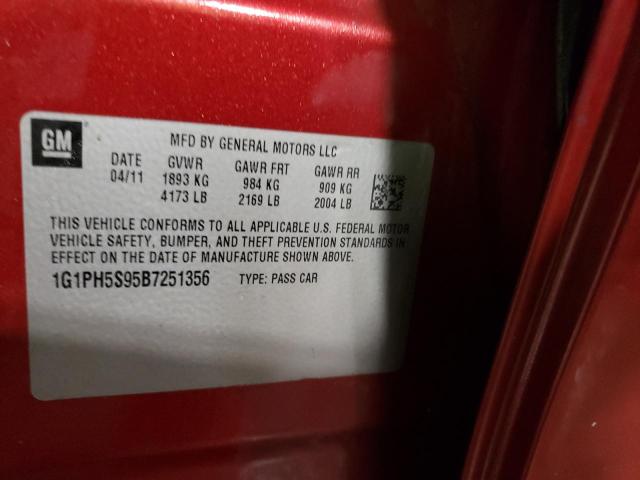 GM
MFD BY GENERAL MOTORS LLC
DATE GVWR GAWR FRT GAWR RR
04/11 1893 KG 984 KG 909 KG
4173 LB 2169 LB 2004 LB
THIS VEHICLE CONFORMS TO ALL APPLICABLE U.S. FEDERAL MOTOR
VEHICLE SAFETY, BUMPER, AND THEFT PREVENTION STANDARDS IN
EFFECT ON THE DATE OF MANUFACTURE SHOWN ABOVE.
1G1PH5S95B7251356 TYPE: PASS CAR